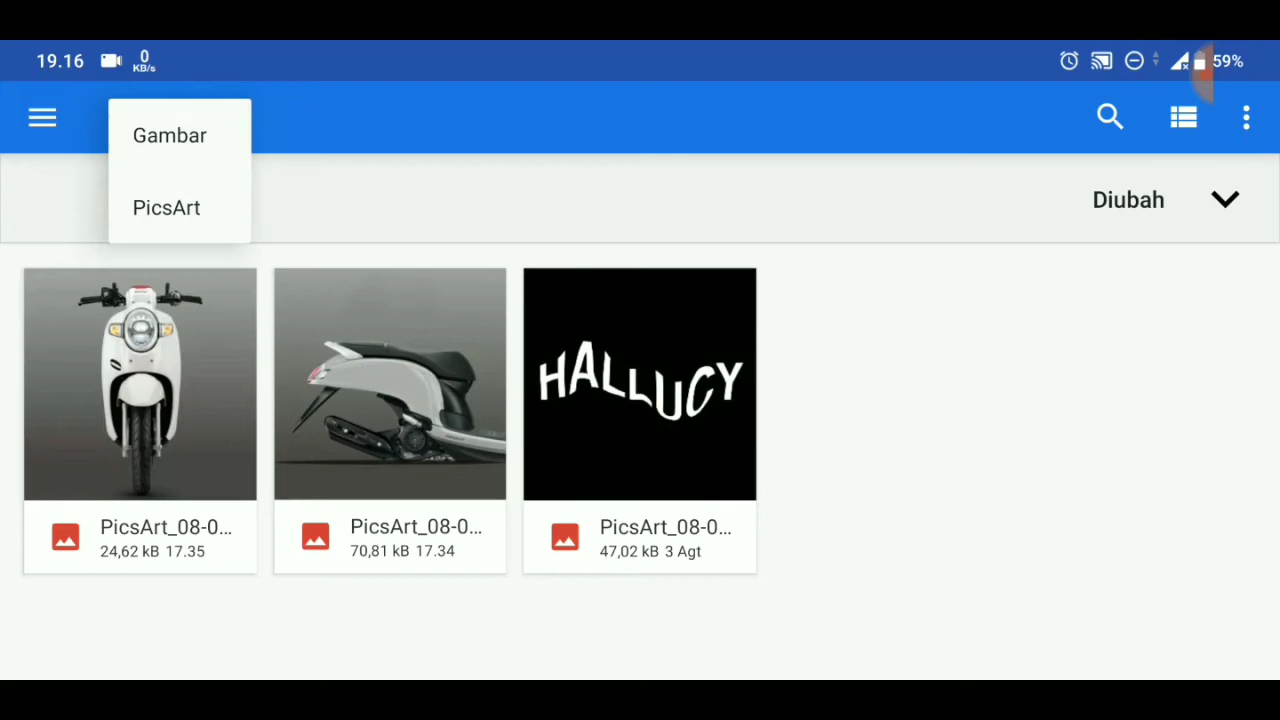 19.16 0 KB/s 59%
Gambar
PicsArt
Diubah
HALLUCY
PicsArt_08-0...
24,62 kB 17.35
PicsArt_08-0...
70,81 kB 17.34
PicsArt_08-0...
47,02 kB 3 Agt